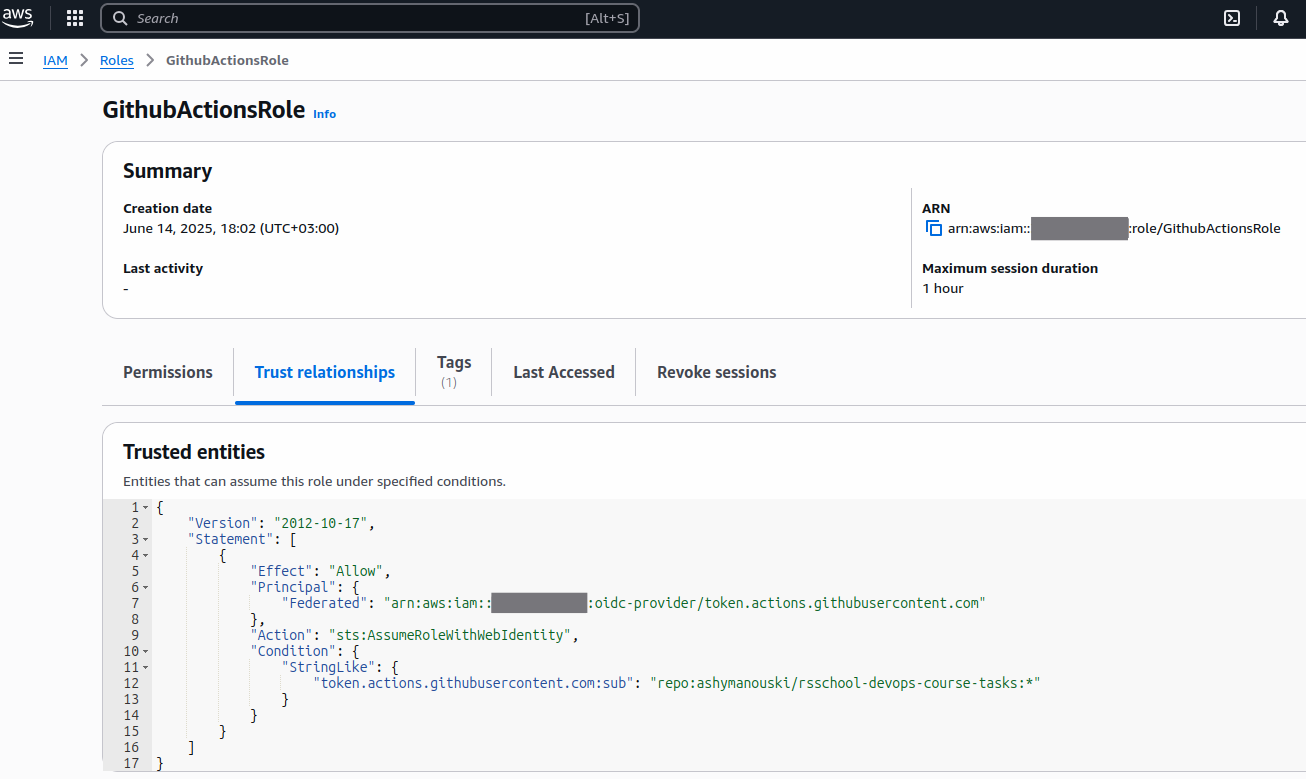 aws Search [Alt+S]
IAM > Roles > GithubActionsRole
GithubActionsRole Info
Summary
Creation date
June 14, 2025, 18:02 (UTC+03:00)
ARN
arn:aws:iam:: :role/GithubActionsRole
Last activity
-
Maximum session duration
1 hour
Permissions Trust relationships Tags (1) Last Accessed Revoke sessions
Trusted entities
Entities that can assume this role under specified conditions.
1 {
2     "Version": "2012-10-17",
3     "Statement": [
4         {
5             "Effect": "Allow",
6             "Principal": {
7                 "Federated": "arn:aws:iam:: :oidc-provider/token.actions.githubusercontent.com"
8             },
9             "Action": "sts:AssumeRoleWithWebIdentity",
10             "Condition": {
11                 "StringLike": {
12                     "token.actions.githubusercontent.com:sub": "repo:ashymanouski/rsschool-devops-course-tasks:*"
13                 }
14             }
15         }
16     ]
17 }